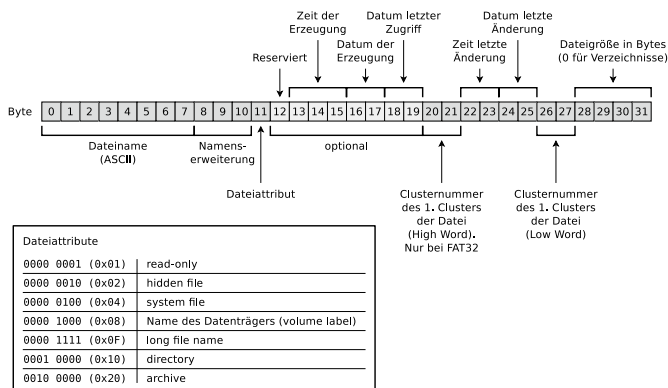 Zeit der
Erzeugung
Datum letzter
Zugriff
Datum letzte
Änderung
Reserviert
Datum der
Erzeugung
Zeit letzte
Änderung
Dateigröße in Bytes
(0 für Verzeichnisse)
Byte 0 1 2 3 4 5 6 7 8 9 10 11 12 13 14 15 16 17 18 19 20 21 22 23 24 25 26 27 28 29 30 31
Dateiname
(ASCII)
Namens-
erweiterung
optional
Dateiattribut
Clusternummer
des 1. Clusters
der Datei
(High Word).
Nur bei FAT32
Clusternummer
des 1. Clusters
der Datei
(Low Word)
Dateiattribute
0000 0001 (0x01) read-only
0000 0010 (0x02) hidden file
0000 0100 (0x04) system file
0000 1000 (0x08) Name des Datenträgers (volume label)
0000 1111 (0x0F) long file name
0001 0000 (0x10) directory
0010 0000 (0x20) archive